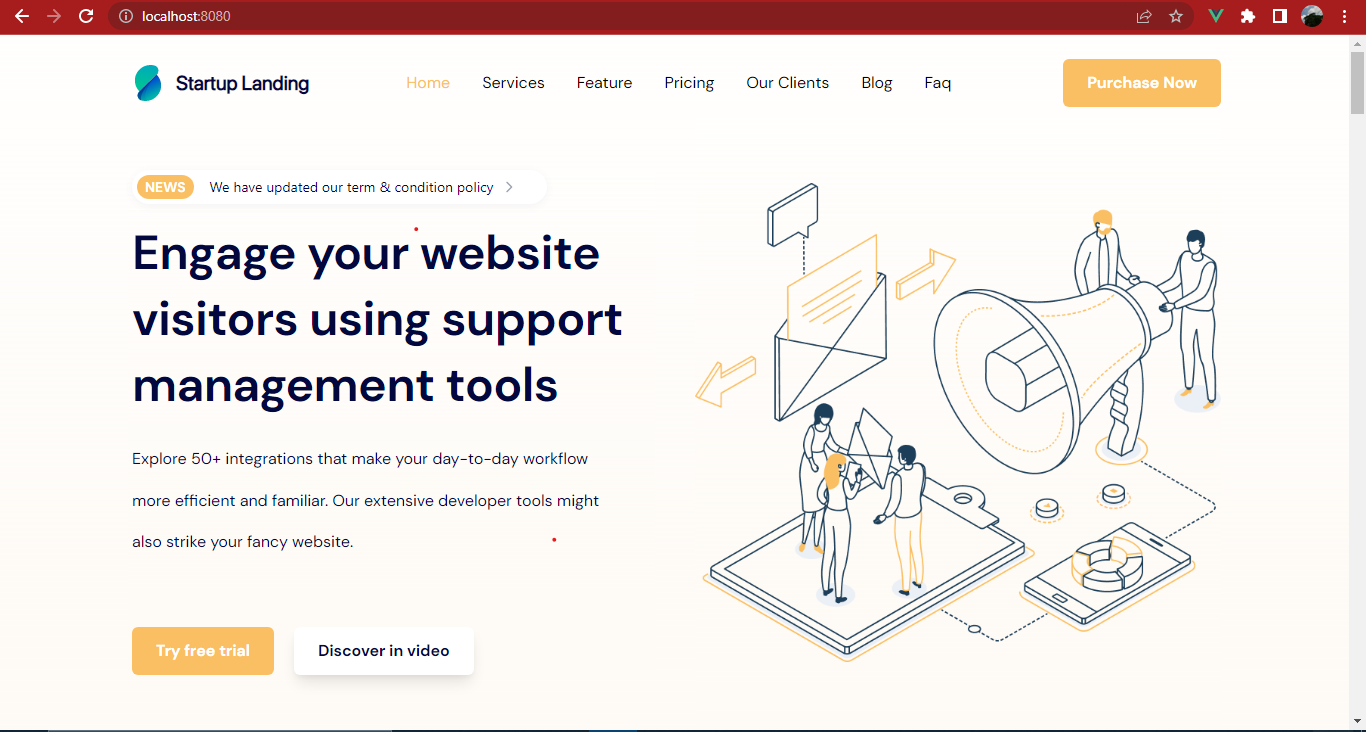 localhost:8080
Startup Landing
Home
Services
Feature
Pricing
Our Clients
Blog
Faq
Purchase Now
NEWS
We have updated our term & condition policy
Engage your website
visitors using support
management tools
Explore 50+ integrations that make your day-to-day workflow
more efficient and familiar. Our extensive developer tools might
also strike your fancy website.
Try free trial
Discover in video